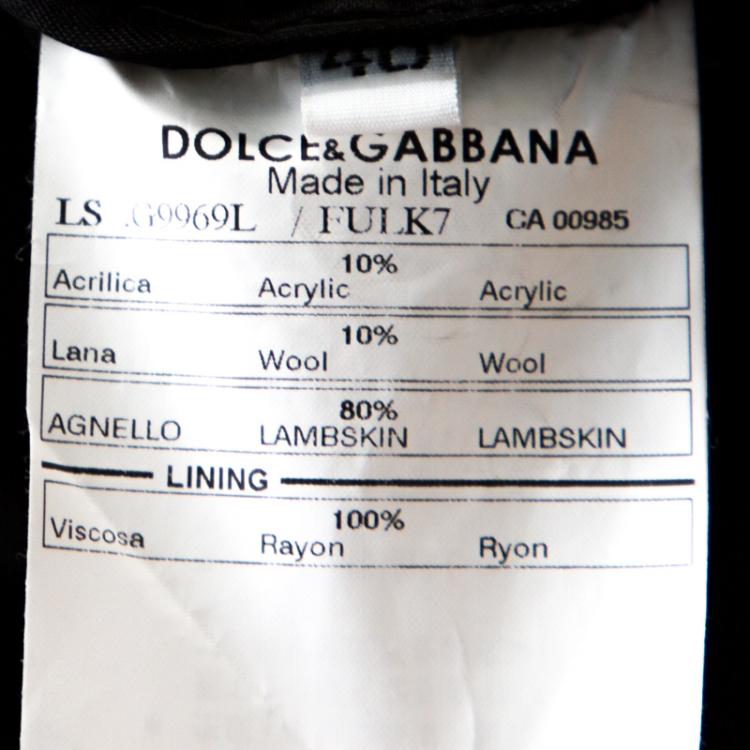 40
DOLCE&GABBANA
Made in Italy
LS .G9969L / FULK7 CA 00985
10%
Acrilica Acrylic Acrylic
10%
Lana Wool Wool
80%
AGNELLO LAMBSKIN LAMBSKIN
LINING
100%
Viscosa Rayon Ryon